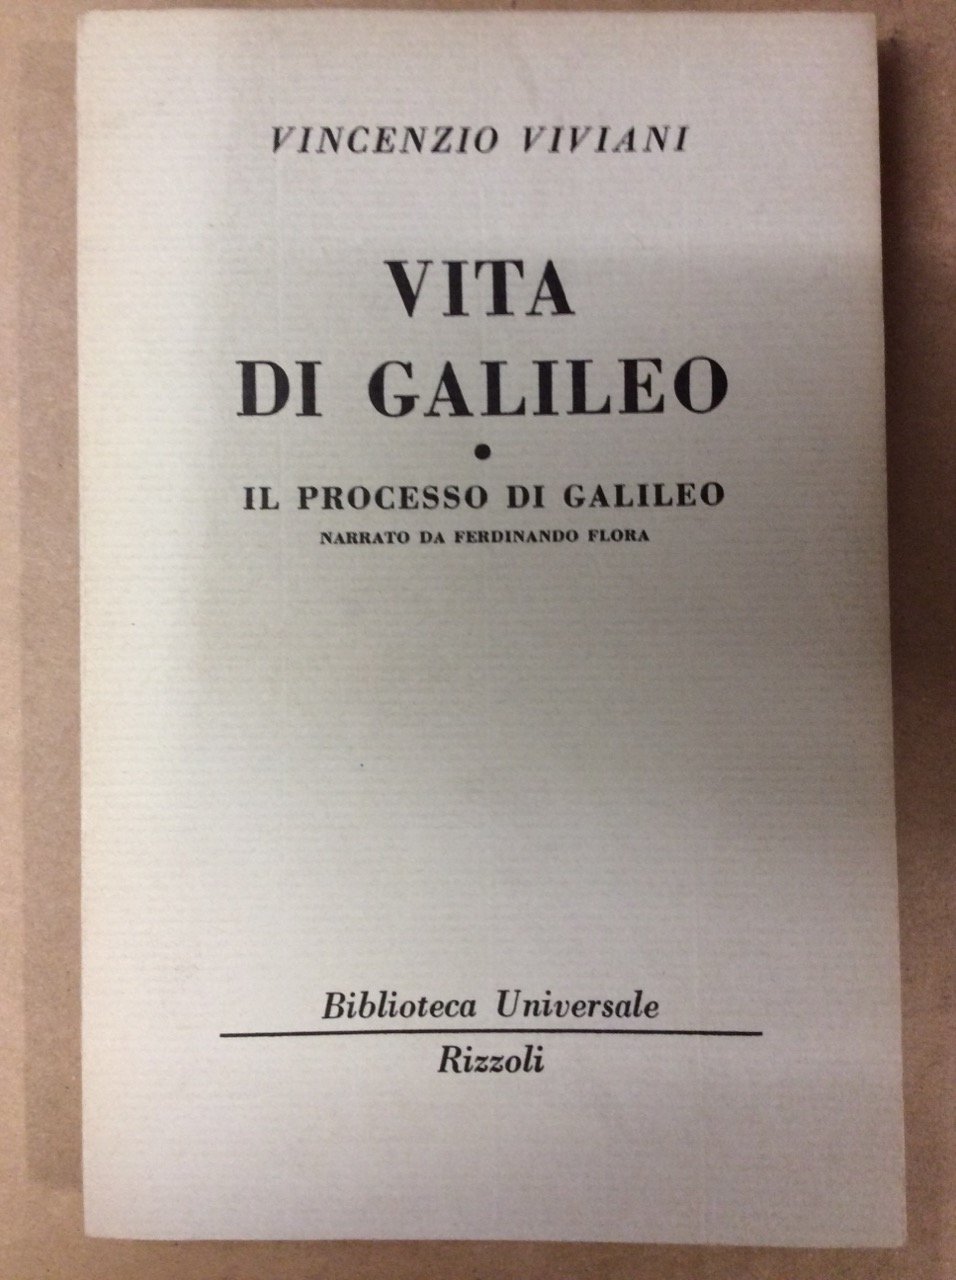 VINCENZIO VIVIANI
VITA
DI GALILEO
•
IL PROCESSO DI GALILEO
NARRATO DA FERDINANDO FLORA
Biblioteca Universale
Rizzoli